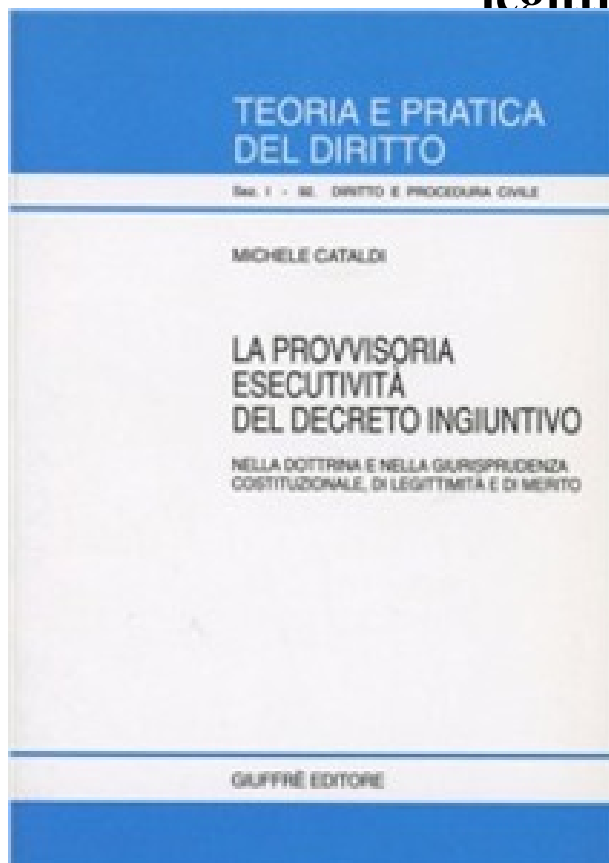 TEORIA E PRATICA
DEL DIRITTO
Sez. I - 92. DIRITTO E PROCEDURA CIVILE
MICHELE CATALDI
LA PROVVISORIA
ESECUTIVITÀ
DEL DECRETO INGIUNTIVO
NELLA DOTTRINA E NELLA GIURISPRUDENZA
COSTITUZIONALE, DI LEGITTIMITÀ E DI MERITO
GIUFFRÈ EDITORE